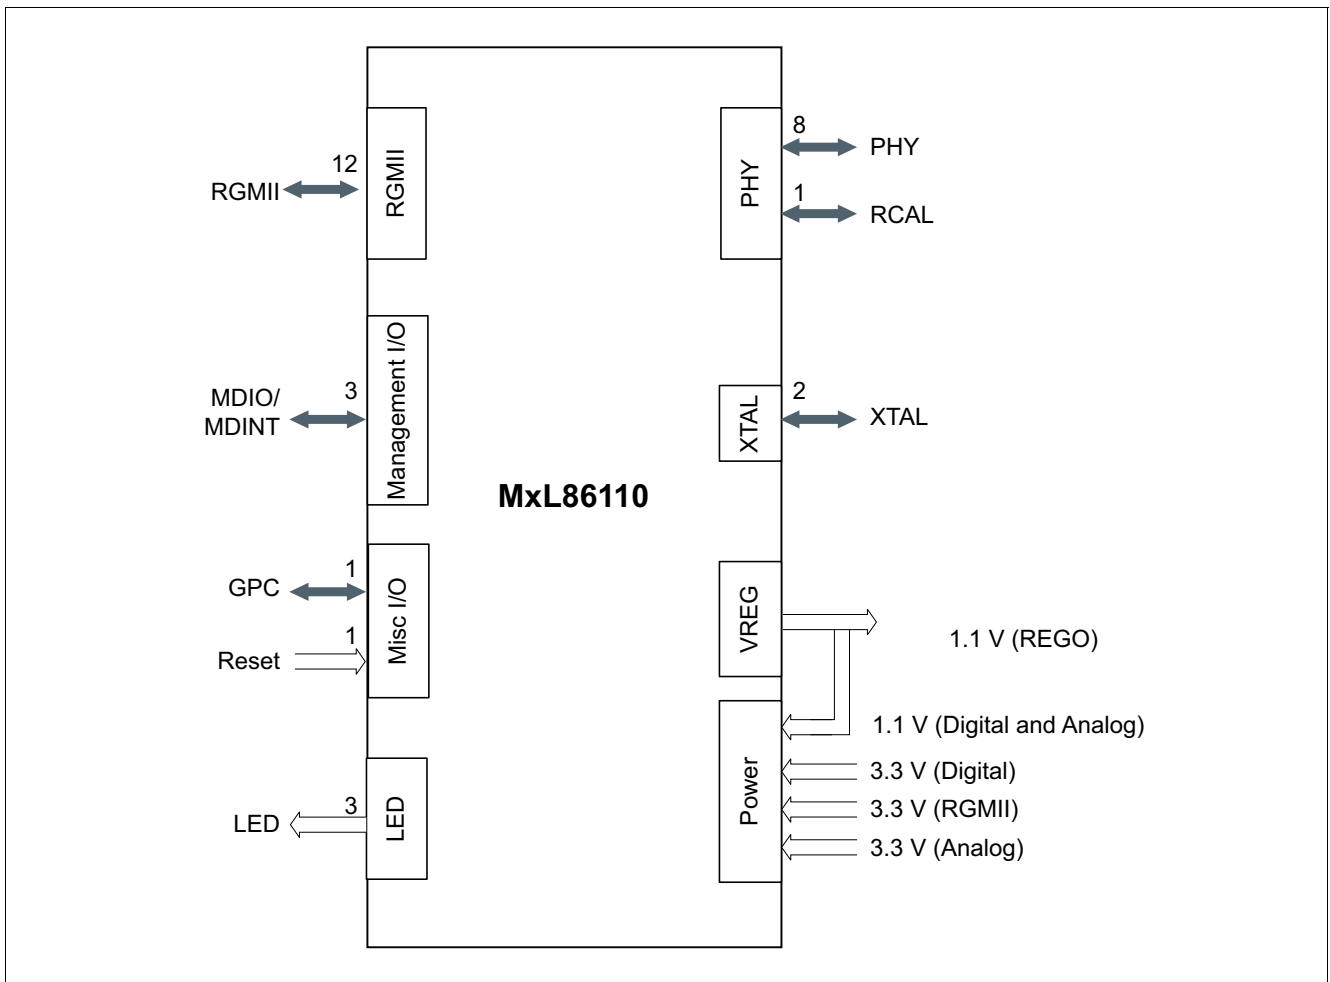 RGMII
12
RGMII
MDIO/
MDINT
3
Management I/O
GPC
1
Reset
1
Misc I/O
LED
3
LED
MxL86110
PHY
8
PHY
1
RCAL
XTAL
2
XTAL
VREG
1.1 V (REGO)
Power
1.1 V (Digital and Analog)
3.3 V (Digital)
3.3 V (RGMII)
3.3 V (Analog)